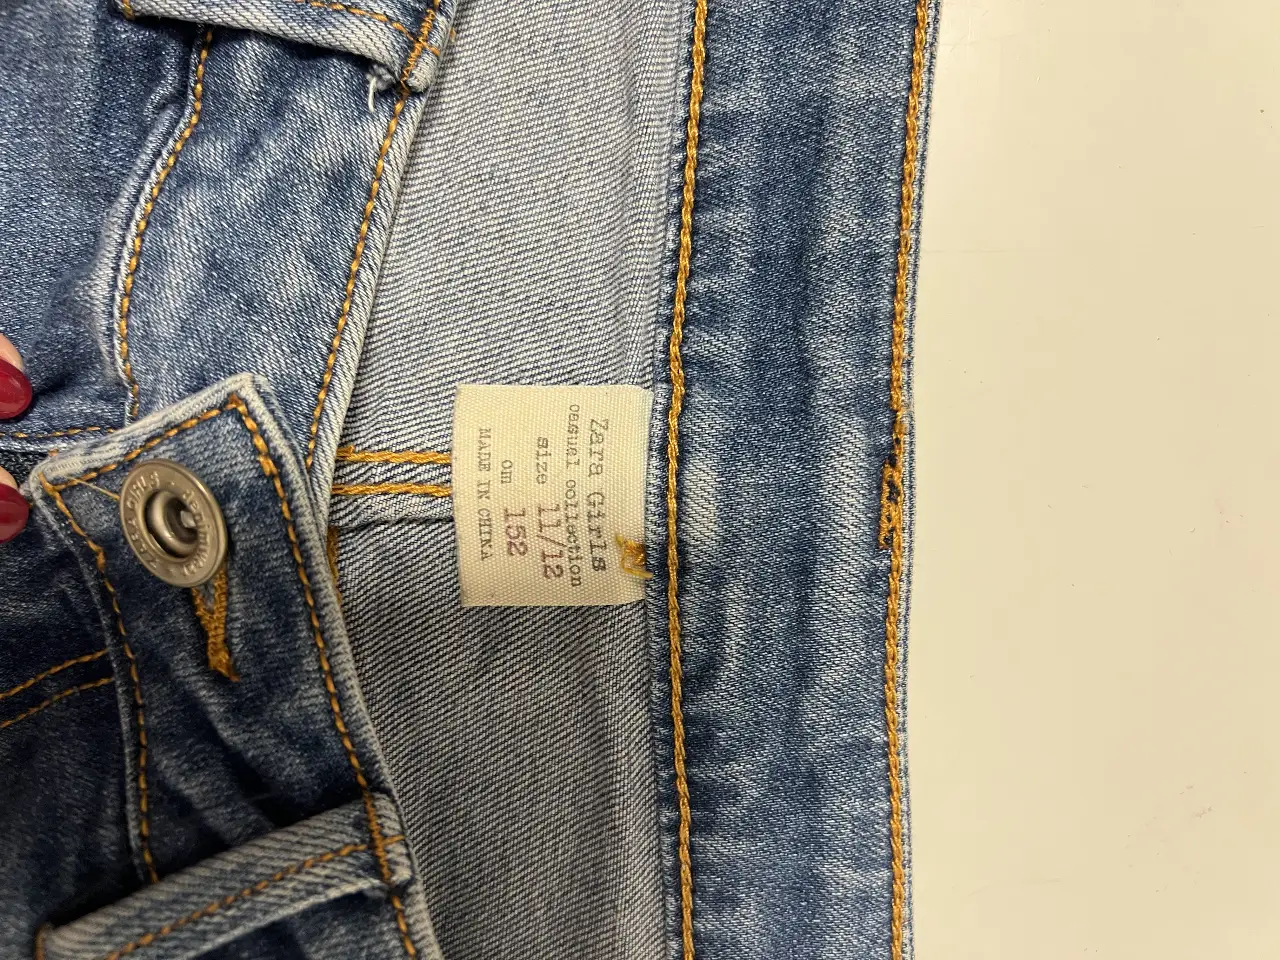 Zara Girls
casual collection
size 11/12
cm 152
MADE IN CHINA